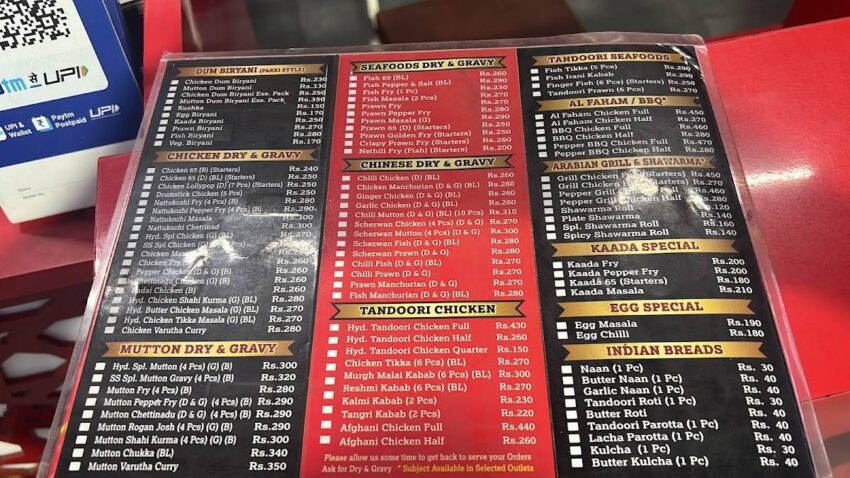 Paytm से UPI
UPI &
Wallet
Paytm
Postpaid
DUM BIRYANI (PAKKI STYLE)
Chicken Dum Biryani Rs.230
Mutton Dum Biryani Rs.330
Chicken Dum Biryani Exe. Pack Rs.250
Mutton Dum Biryani Exe. Pack Rs.350
Kushka Rs.150
Egg Biryani Rs.170
Kaada Biryani Rs.250
Prawn Biryani Rs.270
Fish Biryani Rs.280
Veg. Biryani Rs.170
CHICKEN DRY & GRAVY
Chicken 65 (B) (Starters) Rs.240
Chicken 65 (D) (BL) (Starters) Rs.250
Chicken Lollypop (D) (7 Pcs) (Starters)
Drumstick Chicken (5 Pcs)
Nattukozhi Fry (4 Pcs) (B)
Nattukozhi Pepper Fry (4 Pcs) (B) Rs.290
Nattukozhi Masala
Nattukozhi Chettinad
Hyd. Spl Chicken (G) (BL) Rs.270
SS Spl Chicken
Chicken Masala
Chicken Fry Rs.260
Pepper Chicken (D & G) (B) Rs.260
Chettinadu Chicken (D & G) (B) Rs.260
Kadai Chicken (B) Rs.260
Hyd. Chicken Shahi Kurma (G) (BL) Rs.280
Hyd. Butter Chicken Masala (G) (BL) Rs.270
Hyd. Chicken Tikka Masala (G) (BL) Rs.270
Chicken Varutha Curry Rs.280
MUTTON DRY & GRAVY
Hyd. Spl. Mutton (4 Pcs) (G) (B) Rs.300
SS Spl. Mutton Gravy (4 Pcs) (B) Rs.320
Mutton Fry (4 Pcs) (B) Rs.280
Mutton Peppet Fry (D & G) (4 Pcs) (B) Rs.290
Mutton Chettinadu (D & G) (4 Pcs) (B) Rs.290
Mutton Rogan Josh (4 Pcs) (G) (B) Rs.290
Mutton Shahi Kurma (4 Pcs) (G) (B) Rs.300
Mutton Chukka (BL) Rs.340
Mutton Varutha Curry Rs.350
SEAFOODS DRY & GRAVY
Fish 65 (BL) Rs.260
Fish Pepper & Salt (BL) Rs.280
Fish Fry (1 Pc) Rs.260
Fish Masala (2 Pcs) Rs.270
Prawn Fry Rs.260
Prawn Pepper Fry Rs.280
Prawn Masala (G) Rs.260
Prawn 65 (D) (Starters) Rs.270
Prawn Golden Fry (Starters) Rs.260
Crispy Prawn Fry (Starters) Rs.270
Nethili Fry (Fish) (Starters) Rs.260
CHINESE DRY & GRAVY
Chilli Chicken (D) (BL) Rs.260
Chicken Manchurian (D & G) (BL) Rs.260
Ginger Chicken (D & G) (BL) Rs.260
Garlic Chicken (D & G) (BL) Rs.260
Chilli Mutton (D & G) (BL) (10 Pcs) Rs.310
Schezwan Chicken (4 Pcs) (D & G) Rs.270
Schezwan Mutton (4 Pcs) (D & G) Rs.300
Schezwan Fish (D & G) (BL) Rs.280
Schezwan Prawn (D & G) Rs.280
Chilli Fish (D & G) (BL) Rs.260
Chilli Prawn (D & G) Rs.270
Prawn Manchurian (D & G) Rs.270
Fish Manchurian (D & G) (BL) Rs.280
TANDOORI CHICKEN
Hyd. Tandoori Chicken Full Rs.430
Hyd. Tandoori Chicken Half Rs.260
Hyd. Tandoori Chicken Quarter Rs.150
Chicken Tikka (6 Pcs) (BL) Rs.270
Murgh Malai Kabab (6 Pcs) (BL) Rs.300
Reshmi Kabab (6 Pcs) (BL) Rs.270
Kalmi Kabab (2 Pcs) Rs.230
Tangri Kabab (2 Pcs) Rs.220
Afghani Chicken Full Rs.440
Afghani Chicken Half Rs.260
Please allow us some time to get back to serve your Orders
Ask for Dry & Gravy * Subject Available in Selected Outlets
TANDOORI SEAFOODS
Fish Tikka (5 Pcs) Rs.290
Fish Irani Kabab Rs.290
Finger Fish (6 Pcs) (Starters) Rs.250
Tandoori Prawn (6 Pcs) Rs.270
AL FAHAM / BBQ*
Al Faham Chicken Full Rs.450
Al Faham Chicken Half Rs.270
BBQ Chicken Full Rs.460
BBQ Chicken Half Rs.270
Pepper BBQ Chicken Full Rs.470
Pepper BBQ Chicken Half Rs.280
ARABIAN GRILL & SHAWARMA*
Grill Chicken Full (Starters) Rs.450
Grill Chicken Half (Starters) Rs.270
Pepper Grill Chicken Full Rs.460
Pepper Grill Chicken Half Rs.280
Shawarma Roll Rs.120
Plate Shawarma Rs.140
Spl. Shawarma Roll Rs.160
Spicy Shawarma Roll Rs.140
KAADA SPECIAL
Kaada Fry Rs.200
Kaada Pepper Fry Rs.200
Kaada 65 (Starters) Rs.180
Kaada Masala Rs.210
EGG SPECIAL
Egg Masala Rs.190
Egg Chilli Rs.180
INDIAN BREADS
Naan (1 Pc) Rs. 30
Butter Naan (1 Pc) Rs. 40
Garlic Naan (1 Pc) Rs. 40
Tandoori Roti (1 Pc) Rs. 30
Butter Roti Rs. 40
Tandoori Parotta (1 Pc) Rs. 40
Lacha Parotta (1 Pc) Rs. 40
Kulcha (1 Pc) Rs. 30
Butter Kulcha (1 Pc) Rs. 40